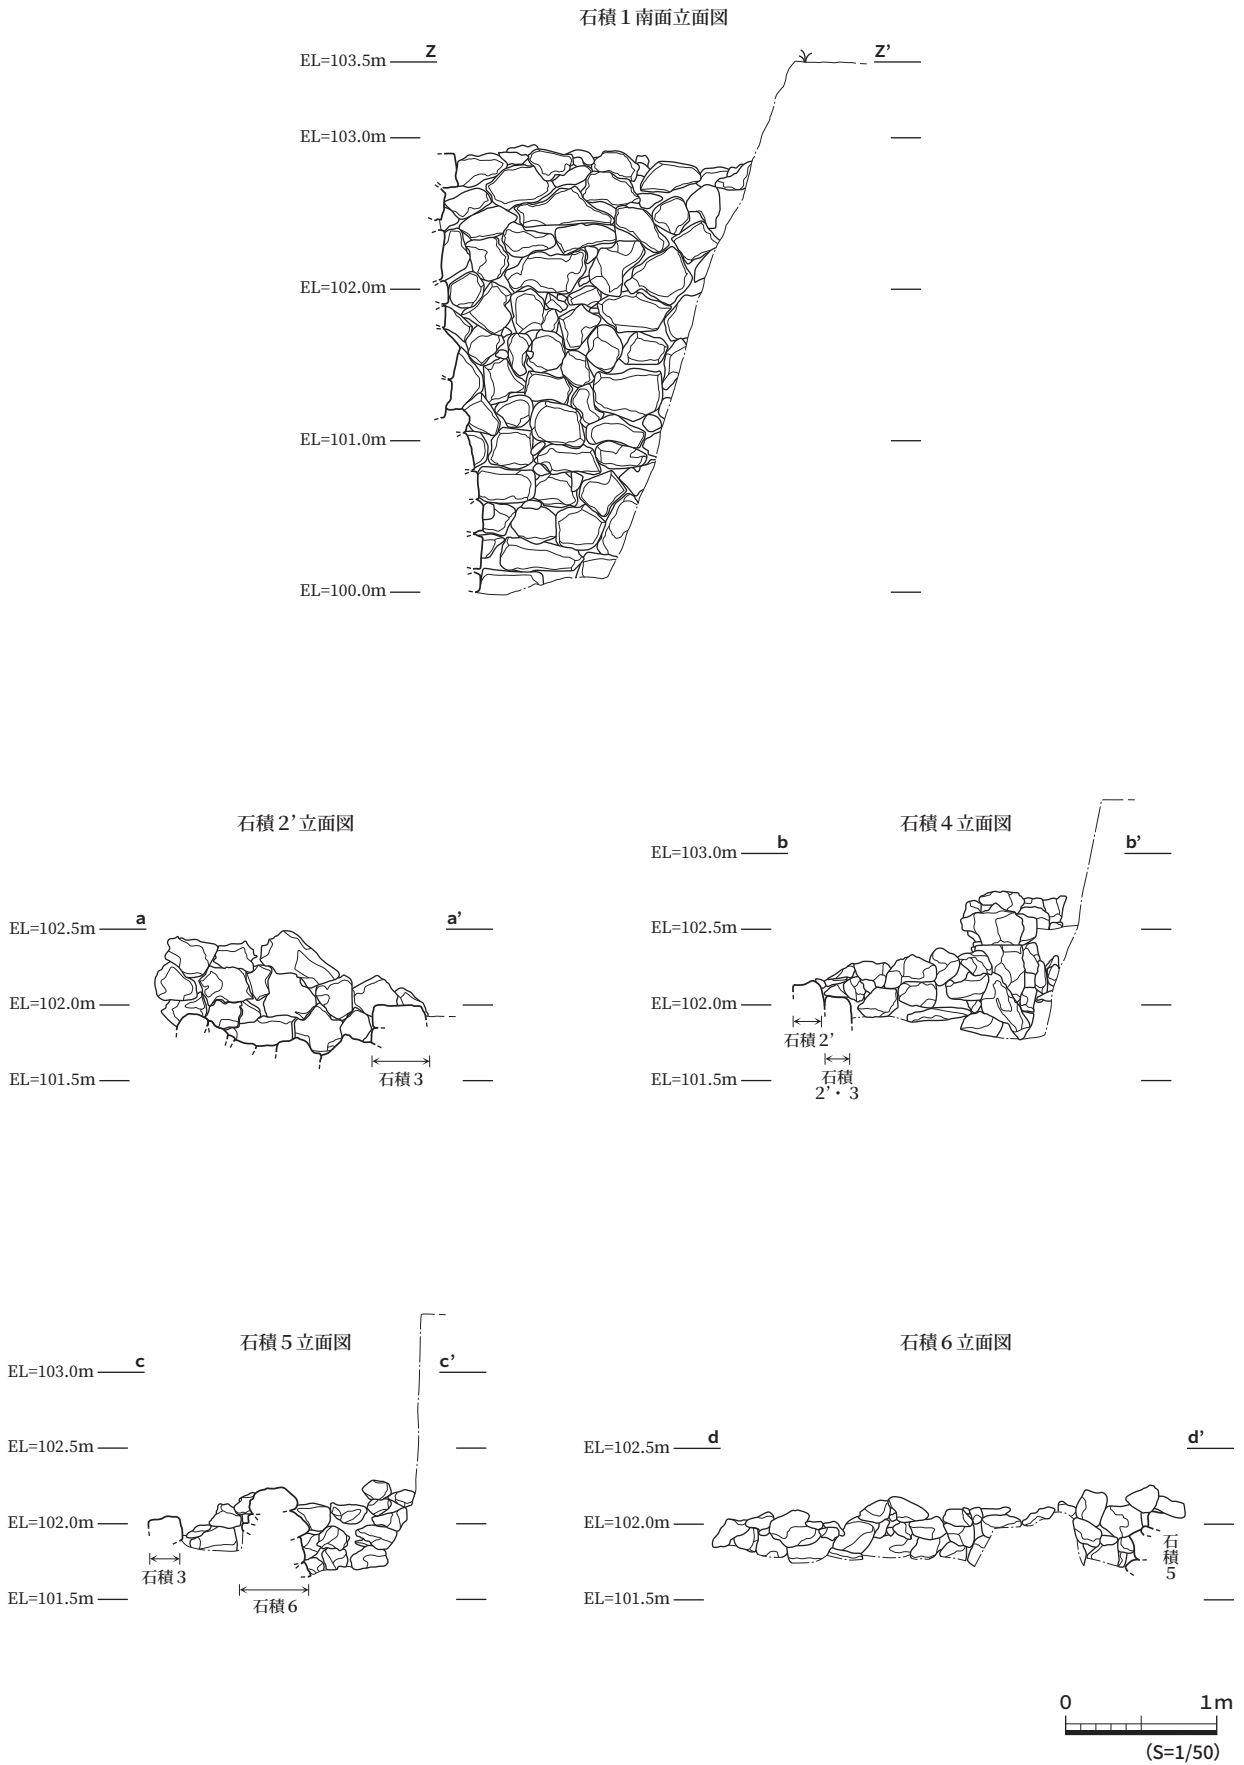 石積1南面立面図
EL=103.5m Z Z’
EL=103.0m
EL=102.0m
EL=101.0m
EL=100.0m
石積2’立面図
EL=102.5m a a’
EL=102.0m
EL=101.5m
石積3
石積4立面図
EL=103.0m b b’
EL=102.5m
EL=102.0m
EL=101.5m
石積2’
石積
2’・3
石積5立面図
EL=103.0m c c’
EL=102.5m
EL=102.0m
EL=101.5m
石積3
石積6
石積6立面図
EL=102.5m d d’
EL=102.0m
EL=101.5m
石積5
0 1m
(S=1/50)